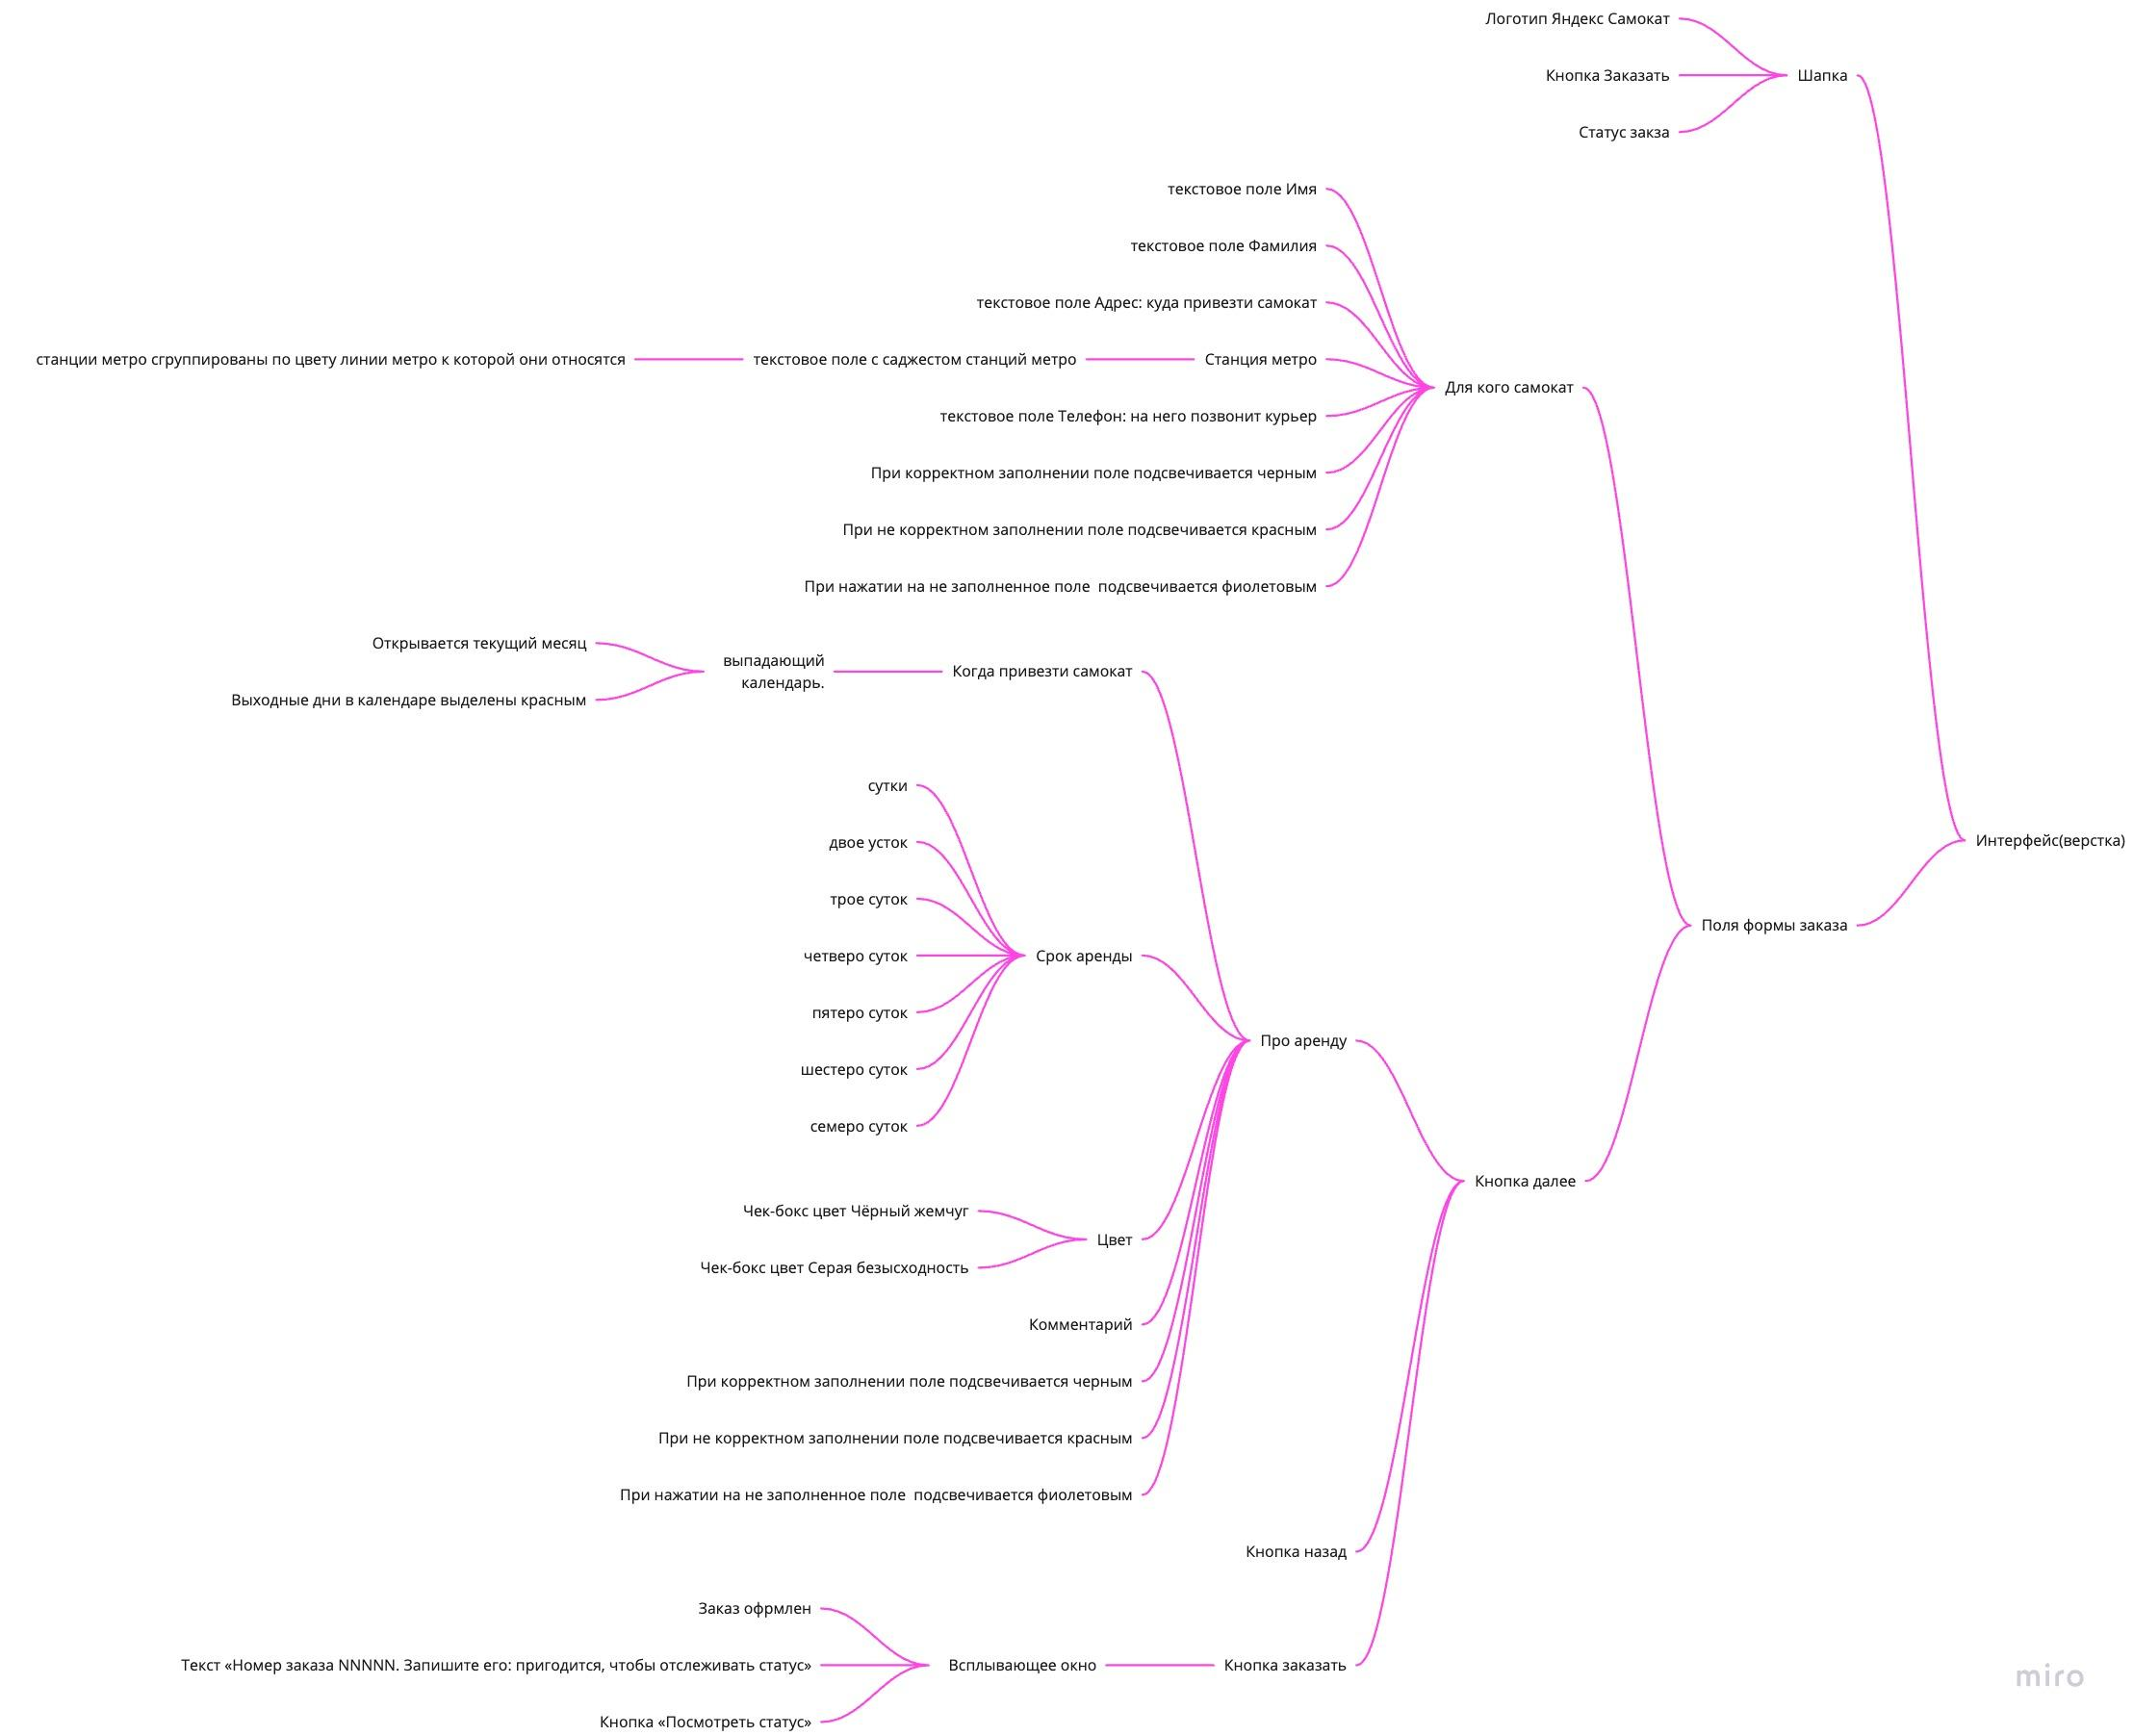 Логотип Яндекс Самокат
Кнопка Заказать
Шапка
Статус закза
текстовое поле Имя
текстовое поле Фамилия
текстовое поле Адрес: куда привезти самокат
станции метро сгруппированы по цвету линии метро к которой они относятся
текстовое поле с саджестом станций метро
Станция метро
Для кого самокат
текстовое поле Телефон: на него позвонит курьер
При корректном заполнении поле подсвечивается черным
При не корректном заполнении поле подсвечивается красным
При нажатии на не заполненное поле  подсвечивается фиолетовым
Открывается текущий месяц
выпадающий
календарь.
Когда привезти самокат
Выходные дни в календаре выделены красным
сутки
двое усток
Интерфейс(верстка)
трое суток
Поля формы заказа
четверо суток
Срок аренды
пятеро суток
Про аренду
шестеро суток
семеро суток
Кнопка далее
Чек-бокс цвет Чёрный жемчуг
Цвет
Чек-бокс цвет Серая безысходность
Комментарий
При корректном заполнении поле подсвечивается черным
При не корректном заполнении поле подсвечивается красным
При нажатии на не заполненное поле  подсвечивается фиолетовым
Кнопка назад
Заказ офрмлен
Текст «Номер заказа NNNNN. Запишите его: пригодится, чтобы отслеживать статус»
Всплывающее окно
Кнопка заказать
Кнопка «Посмотреть статус»
miro